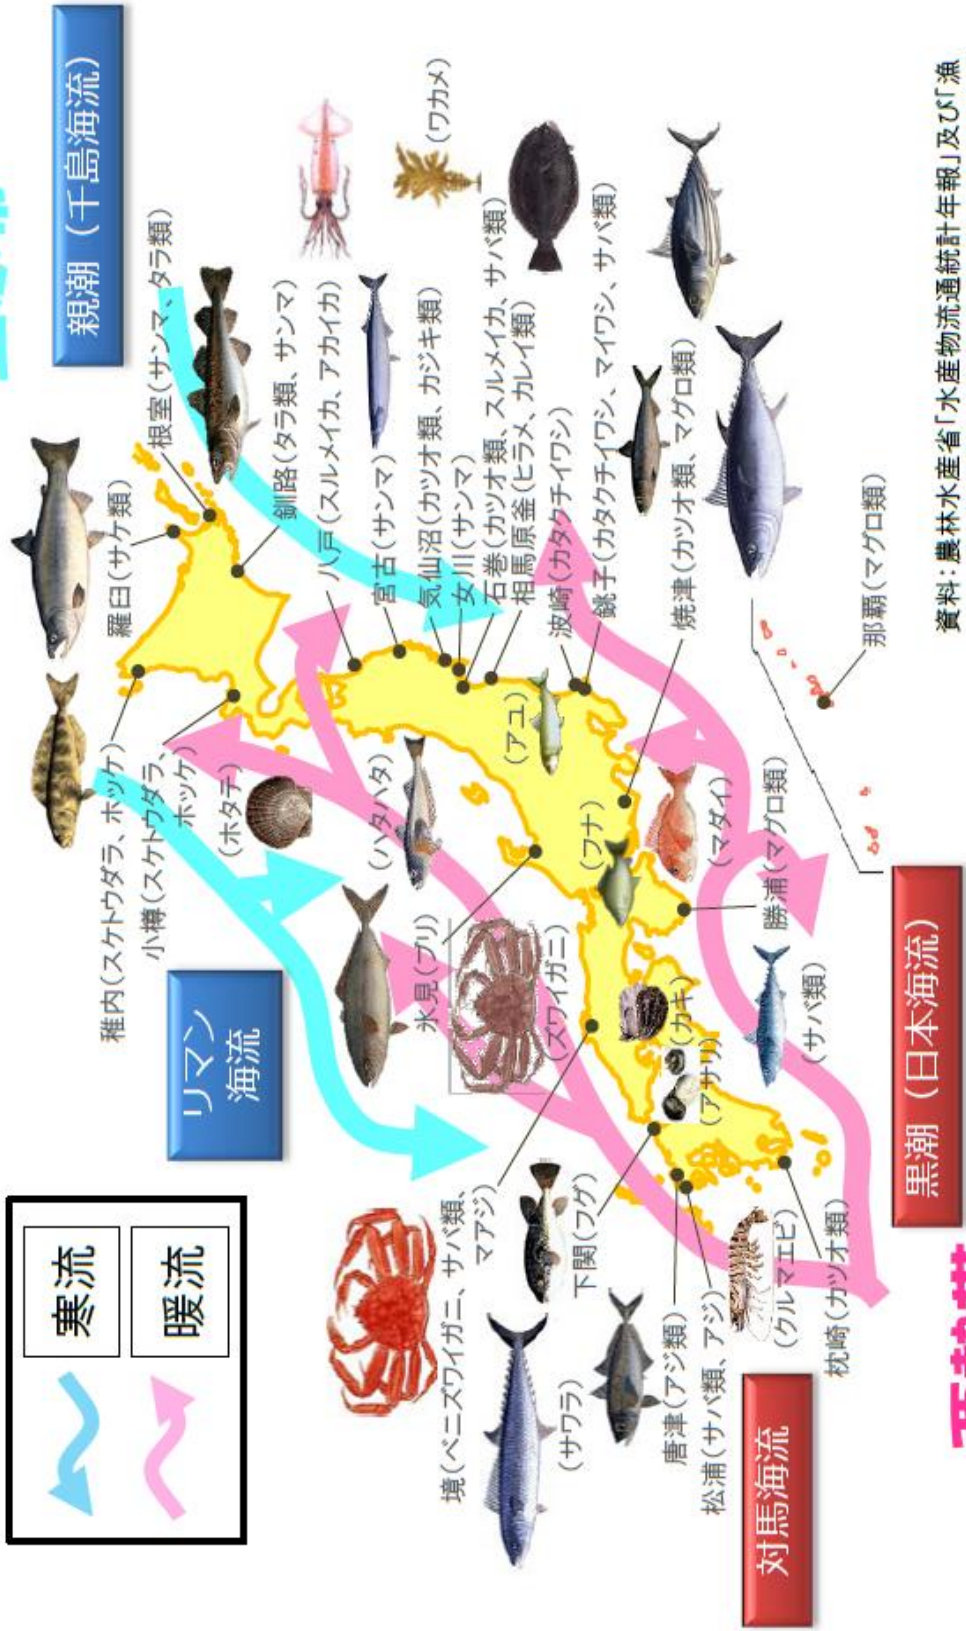 寒流
暖流
リマン
海流
親潮（千島海流）
対馬海流
黒潮（日本海流）
稚内(スケトウダラ、ホッケ)
小樽(スケトウダラ、
ホッケ)
羅臼(サケ類)
根室(サンマ、タラ類)
釧路(タラ類、サンマ)
八戸(スルメイカ、アカイカ)
宮古(サンマ)
気仙沼(カツオ類、カジキ類)
女川(サンマ)
石巻(カツオ類、スルメイカ、サバ類)
相馬原釜(ヒラメ、カレイ類)
波崎(カタクチイワシ)
銚子(カタクチイワシ、マイワシ、サバ類)
焼津(カツオ類、マグロ類)
勝浦(マグロ類)
那覇(マグロ類)
(ワカメ)
(ホタテ)
(ハタハタ)
氷見(ブリ)
(ズワイガニ)
(アユ)
(フナ)
(マダイ)
(カキ)
(アサリ)
(サバ類)
境(ベニズワイガニ、サバ類、
マアジ)
(サワラ)
下関(フグ)
唐津(アジ類)
松浦(サバ類、アジ)
(クルマエビ)
枕崎(カツオ類)
資料:農林水産省「水産物流通統計年報」及び「漁